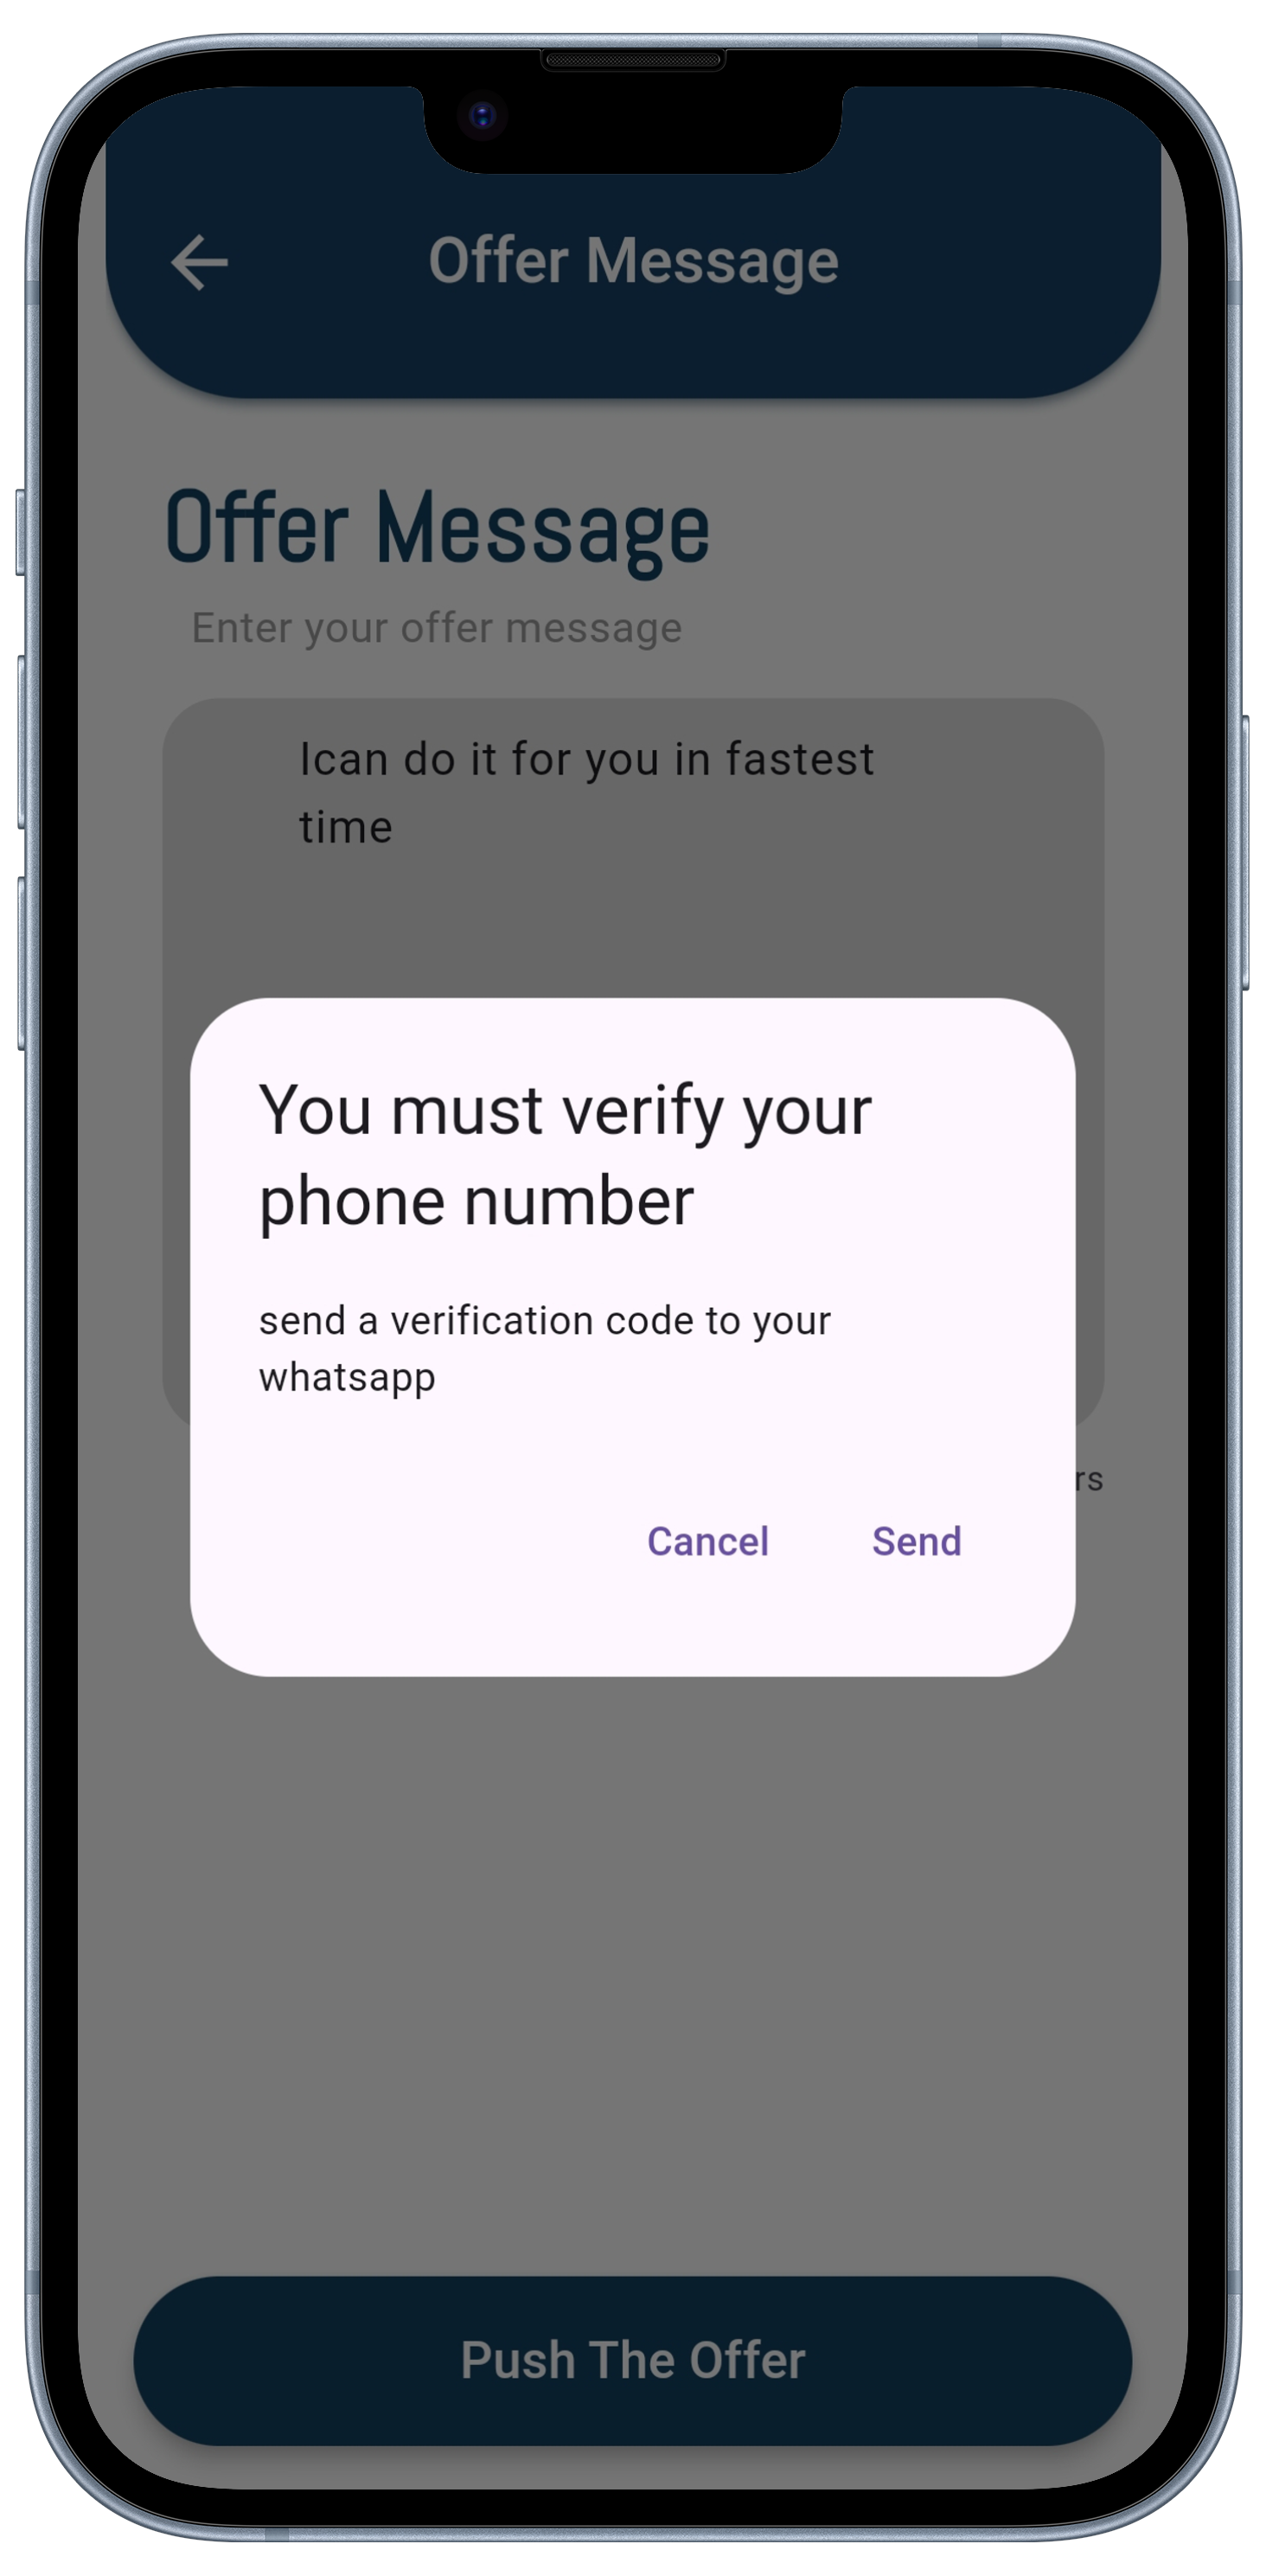 Offer Message
Offer Message
Enter your offer message
Ican do it for you in fastest
time
You must verify your
phone number
send a verification code to your
whatsapp
rs
Cancel Send
Push The Offer